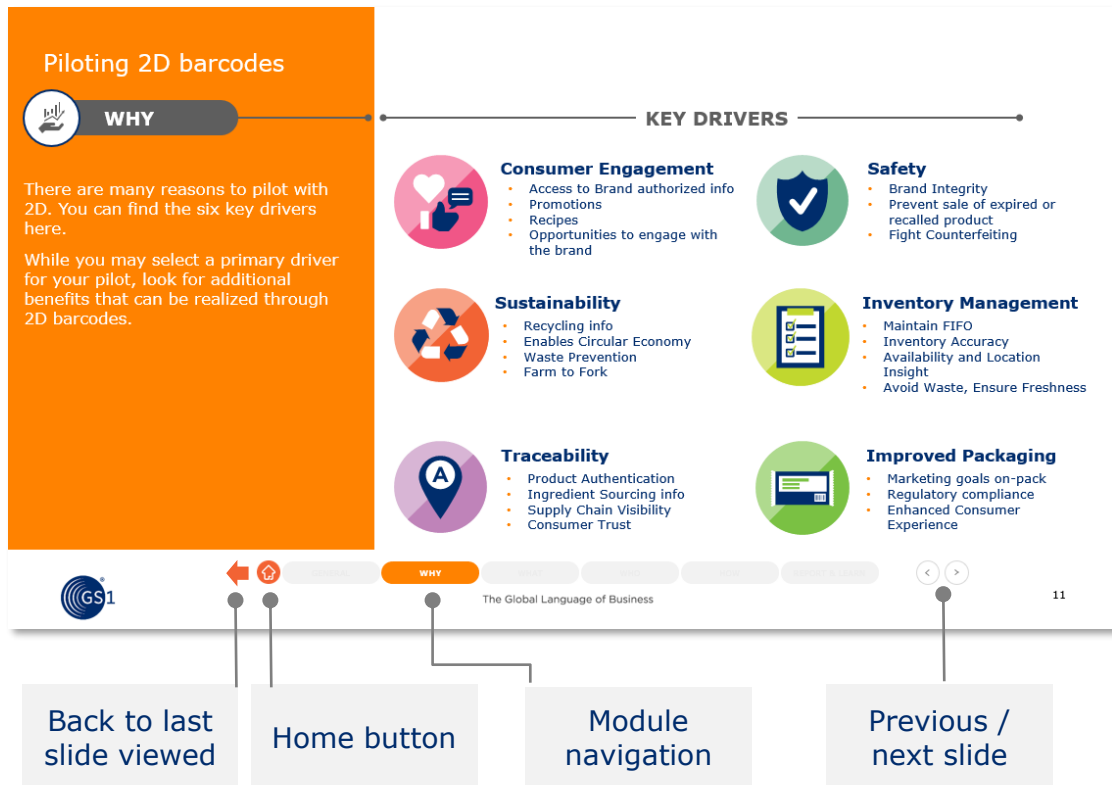 Piloting 2D barcodes
WHY
There are many reasons to pilot with
2D. You can find the six key drivers
here.
While you may select a primary driver
for your pilot, look for additional
benefits that can be realized through
2D barcodes.
KEY DRIVERS
Consumer Engagement
• Access to Brand authorized info
• Promotions
• Recipes
• Opportunities to engage with
the brand
Safety
• Brand Integrity
• Prevent sale of expired or
recalled product
• Fight Counterfeiting
Sustainability
• Recycling info
• Enables Circular Economy
• Waste Prevention
• Farm to Fork
Inventory Management
• Maintain FIFO
• Inventory Accuracy
• Availability and Location
Insight
• Avoid Waste, Ensure Freshness
A
Traceability
• Product Authentication
• Ingredient Sourcing info
• Supply Chain Visibility
• Consumer Trust
Improved Packaging
• Marketing goals on-pack
• Regulatory compliance
• Enhanced Consumer
Experience
WHY
< >
GS1
®
The Global Language of Business
11
Back to last
slide viewed
Home button
Module
navigation
Previous /
next slide